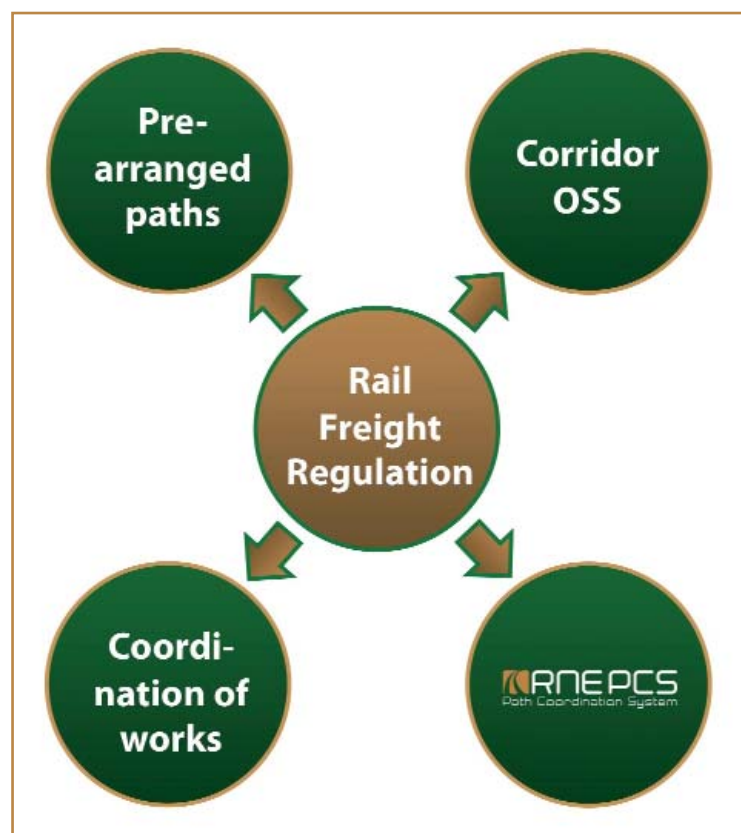 Pre-
arranged
paths
Corridor
OSS
Rail
Freight
Regulation
Coordi-
nation of
works
RNE PCS
Path Coordination System